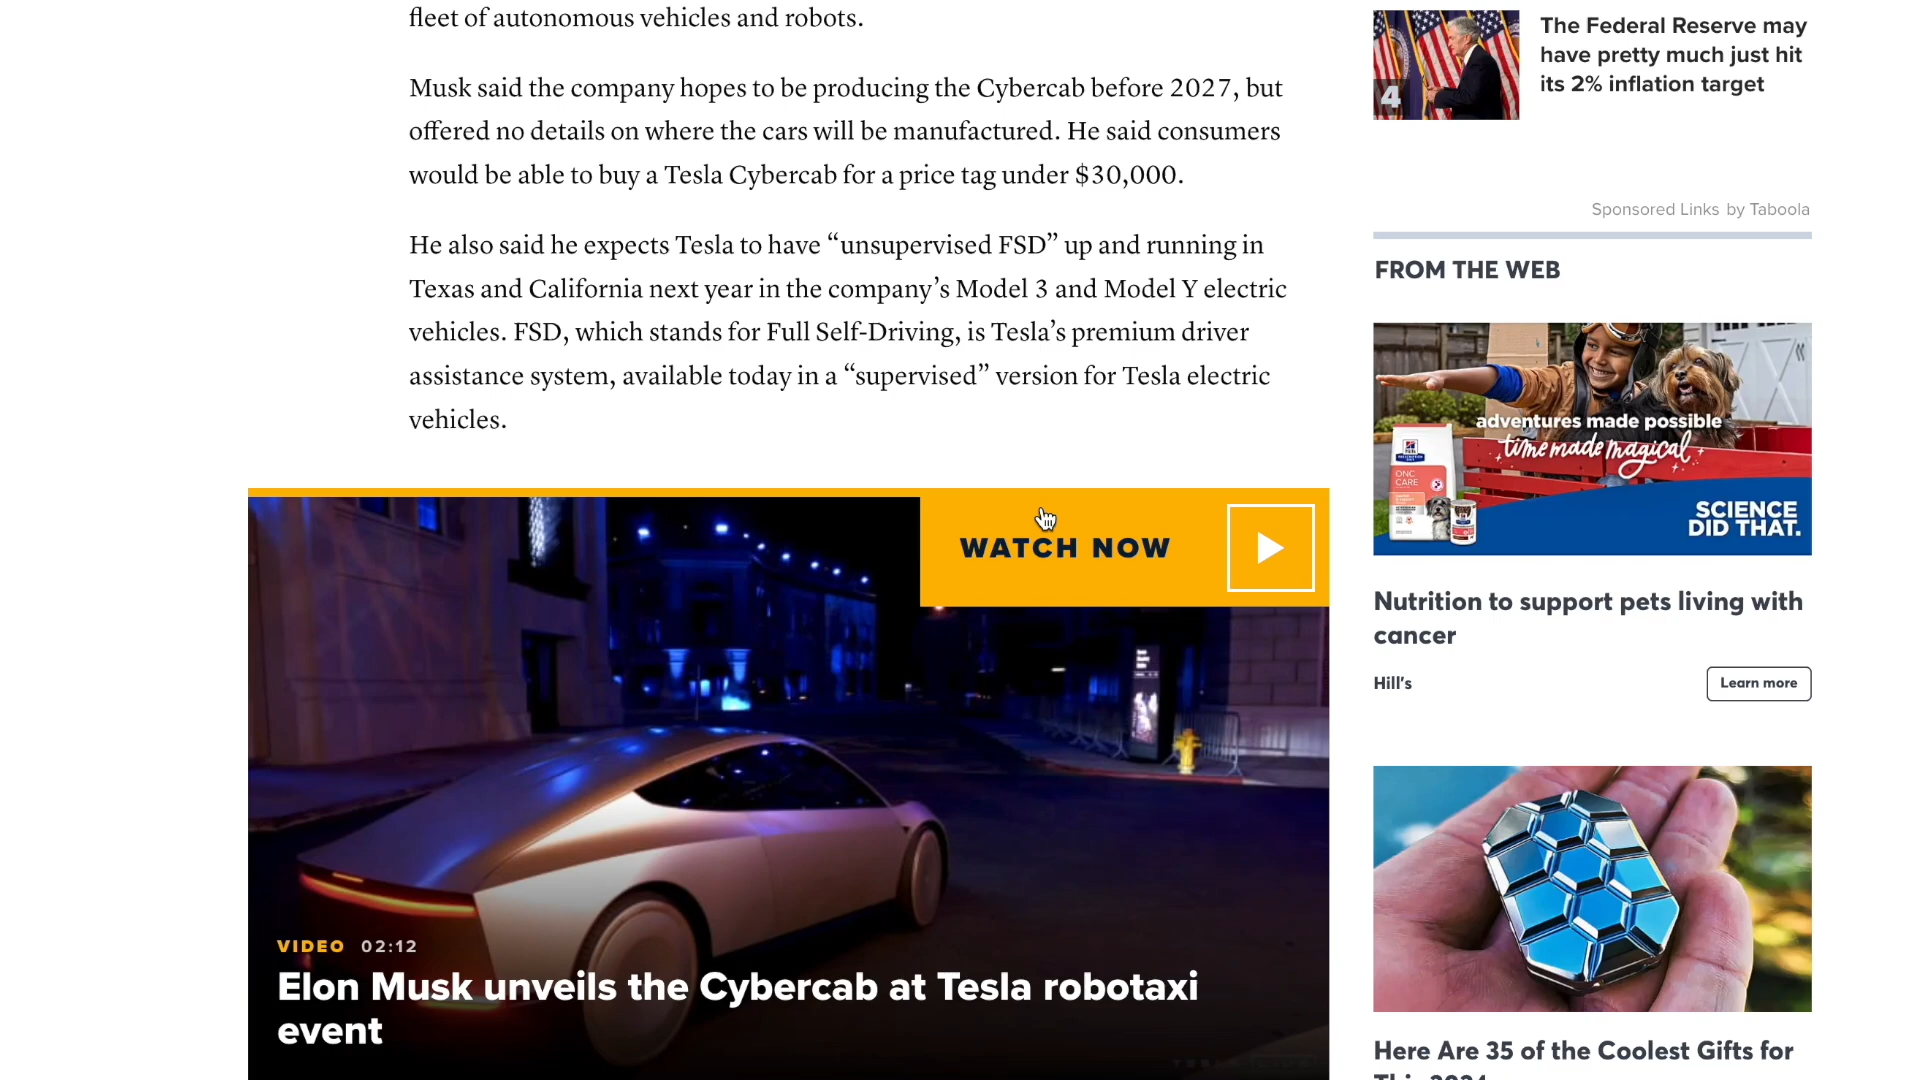 fleet of autonomous vehicles and robots.
Musk said the company hopes to be producing the Cybercab before 2027, but
offered no details on where the cars will be manufactured. He said consumers
would be able to buy a Tesla Cybercab for a price tag under $30,000.
He also said he expects Tesla to have “unsupervised FSD” up and running in
Texas and California next year in the company’s Model 3 and Model Y electric
vehicles. FSD, which stands for Full Self-Driving, is Tesla’s premium driver
assistance system, available today in a “supervised” version for Tesla electric
vehicles.
WATCH NOW
VIDEO 02:12
Elon Musk unveils the Cybercab at Tesla robotaxi
event
4
The Federal Reserve may
have pretty much just hit
its 2% inflation target
Sponsored Links by Taboola
FROM THE WEB
adventures made possible
time made magical
ONC
CARE
SCIENCE
DID THAT.
Nutrition to support pets living with
cancer
Hill's
Learn more
Here Are 35 of the Coolest Gifts for
This 2024